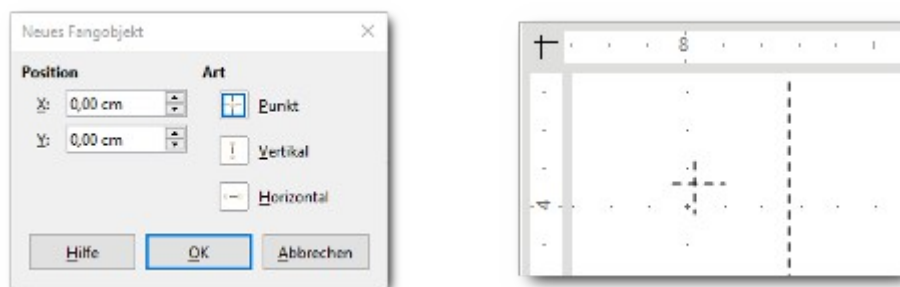 Neues Fangobjekt
Position
Art
X: 0,00 cm
Punkt
Y: 0,00 cm
Vertikal
Horizontal
Hilfe
OK
Abbrechen
8
4